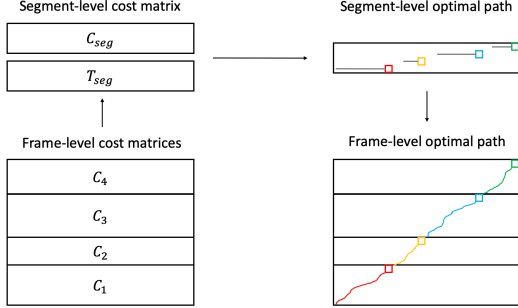 Segment-level cost matrix
C_seg
T_seg
Frame-level cost matrices
C_4
C_3
C_2
C_1
Segment-level optimal path
Frame-level optimal path